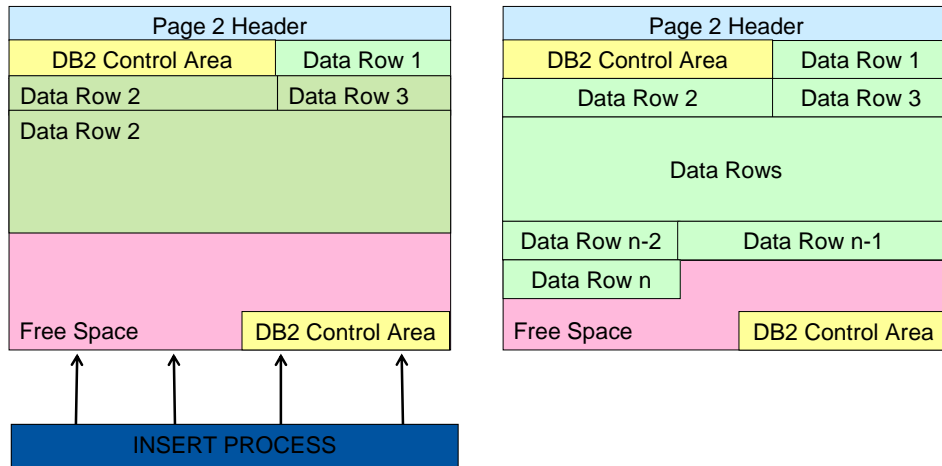 Page 2 Header
DB2 Control Area
Data Row 1
Data Row 2
Data Row 3
Data Row 2
Free Space
DB2 Control Area
INSERT PROCESS
Page 2 Header
DB2 Control Area
Data Row 1
Data Row 2
Data Row 3
Data Rows
Data Row n-2
Data Row n-1
Data Row n
Free Space
DB2 Control Area